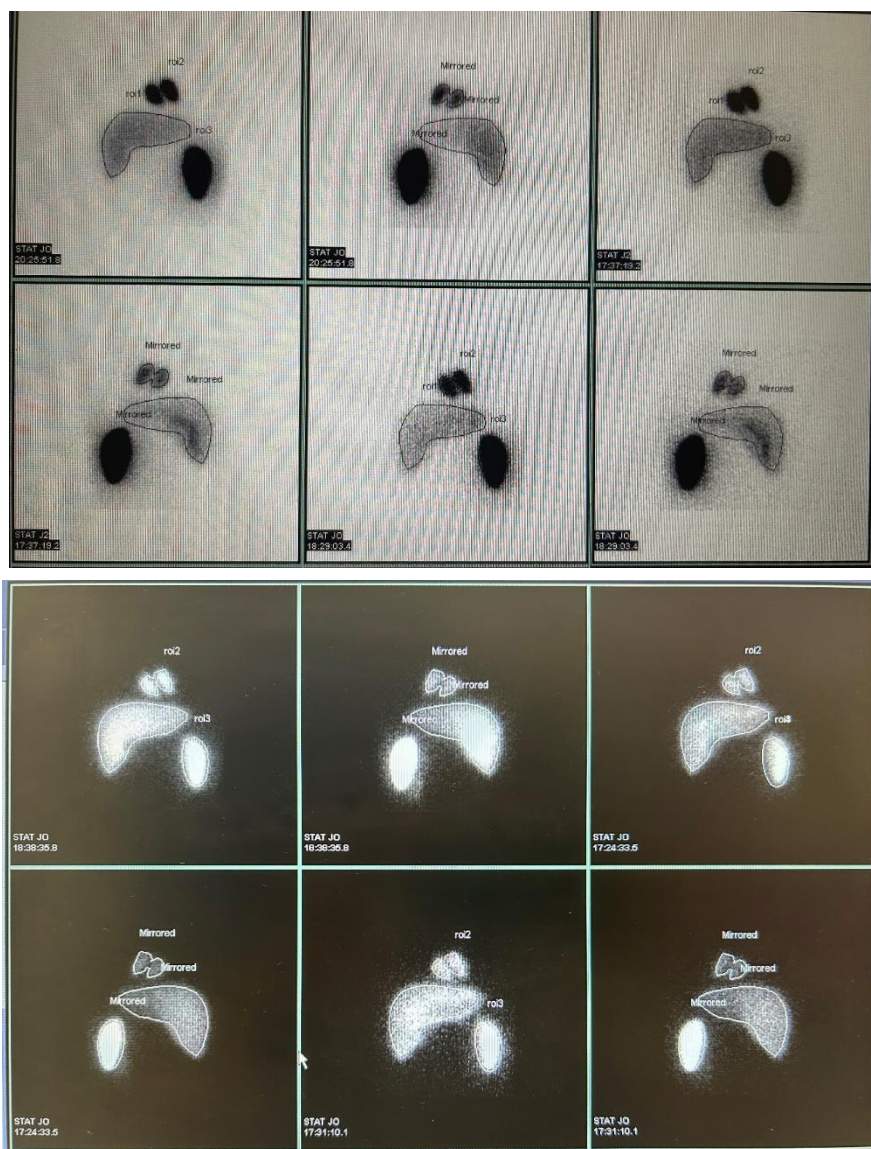 roi2
roi1
roi3
STAT JO
20:25:51.8
Mirrored
Mirrored
Mirrored
STAT JO
20:25:51.8
roi2
roi1
roi3
STAT J2
17:37:19.2
Mirrored
Mirrored
Mirrored
STAT J2
17:37:19.2
roi2
roi1
roi3
STAT JO
18:29:03.4
Mirrored
Mirrored
Mirrored
STAT JO
18:29:03.4
roi2
roi3
STAT JO
18:38:35.8
Mirrored
Mirrored
Mirrored
STAT JO
18:38:35.8
roi2
STAT JO
17:24:33.5
Mirrored
Mirrored
Mirrored
STAT JO
17:24:33.5
roi2
roi3
STAT JO
17:31:10.1
Mirrored
Mirrored
Mirrored
STAT JO
17:31:10.1